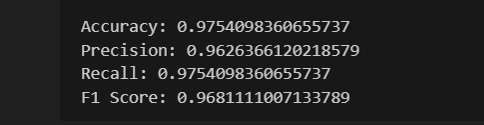 Accuracy: 0.9754098360655737
Precision: 0.9626366120218579
Recall: 0.9754098360655737
F1 Score: 0.9681111007133789